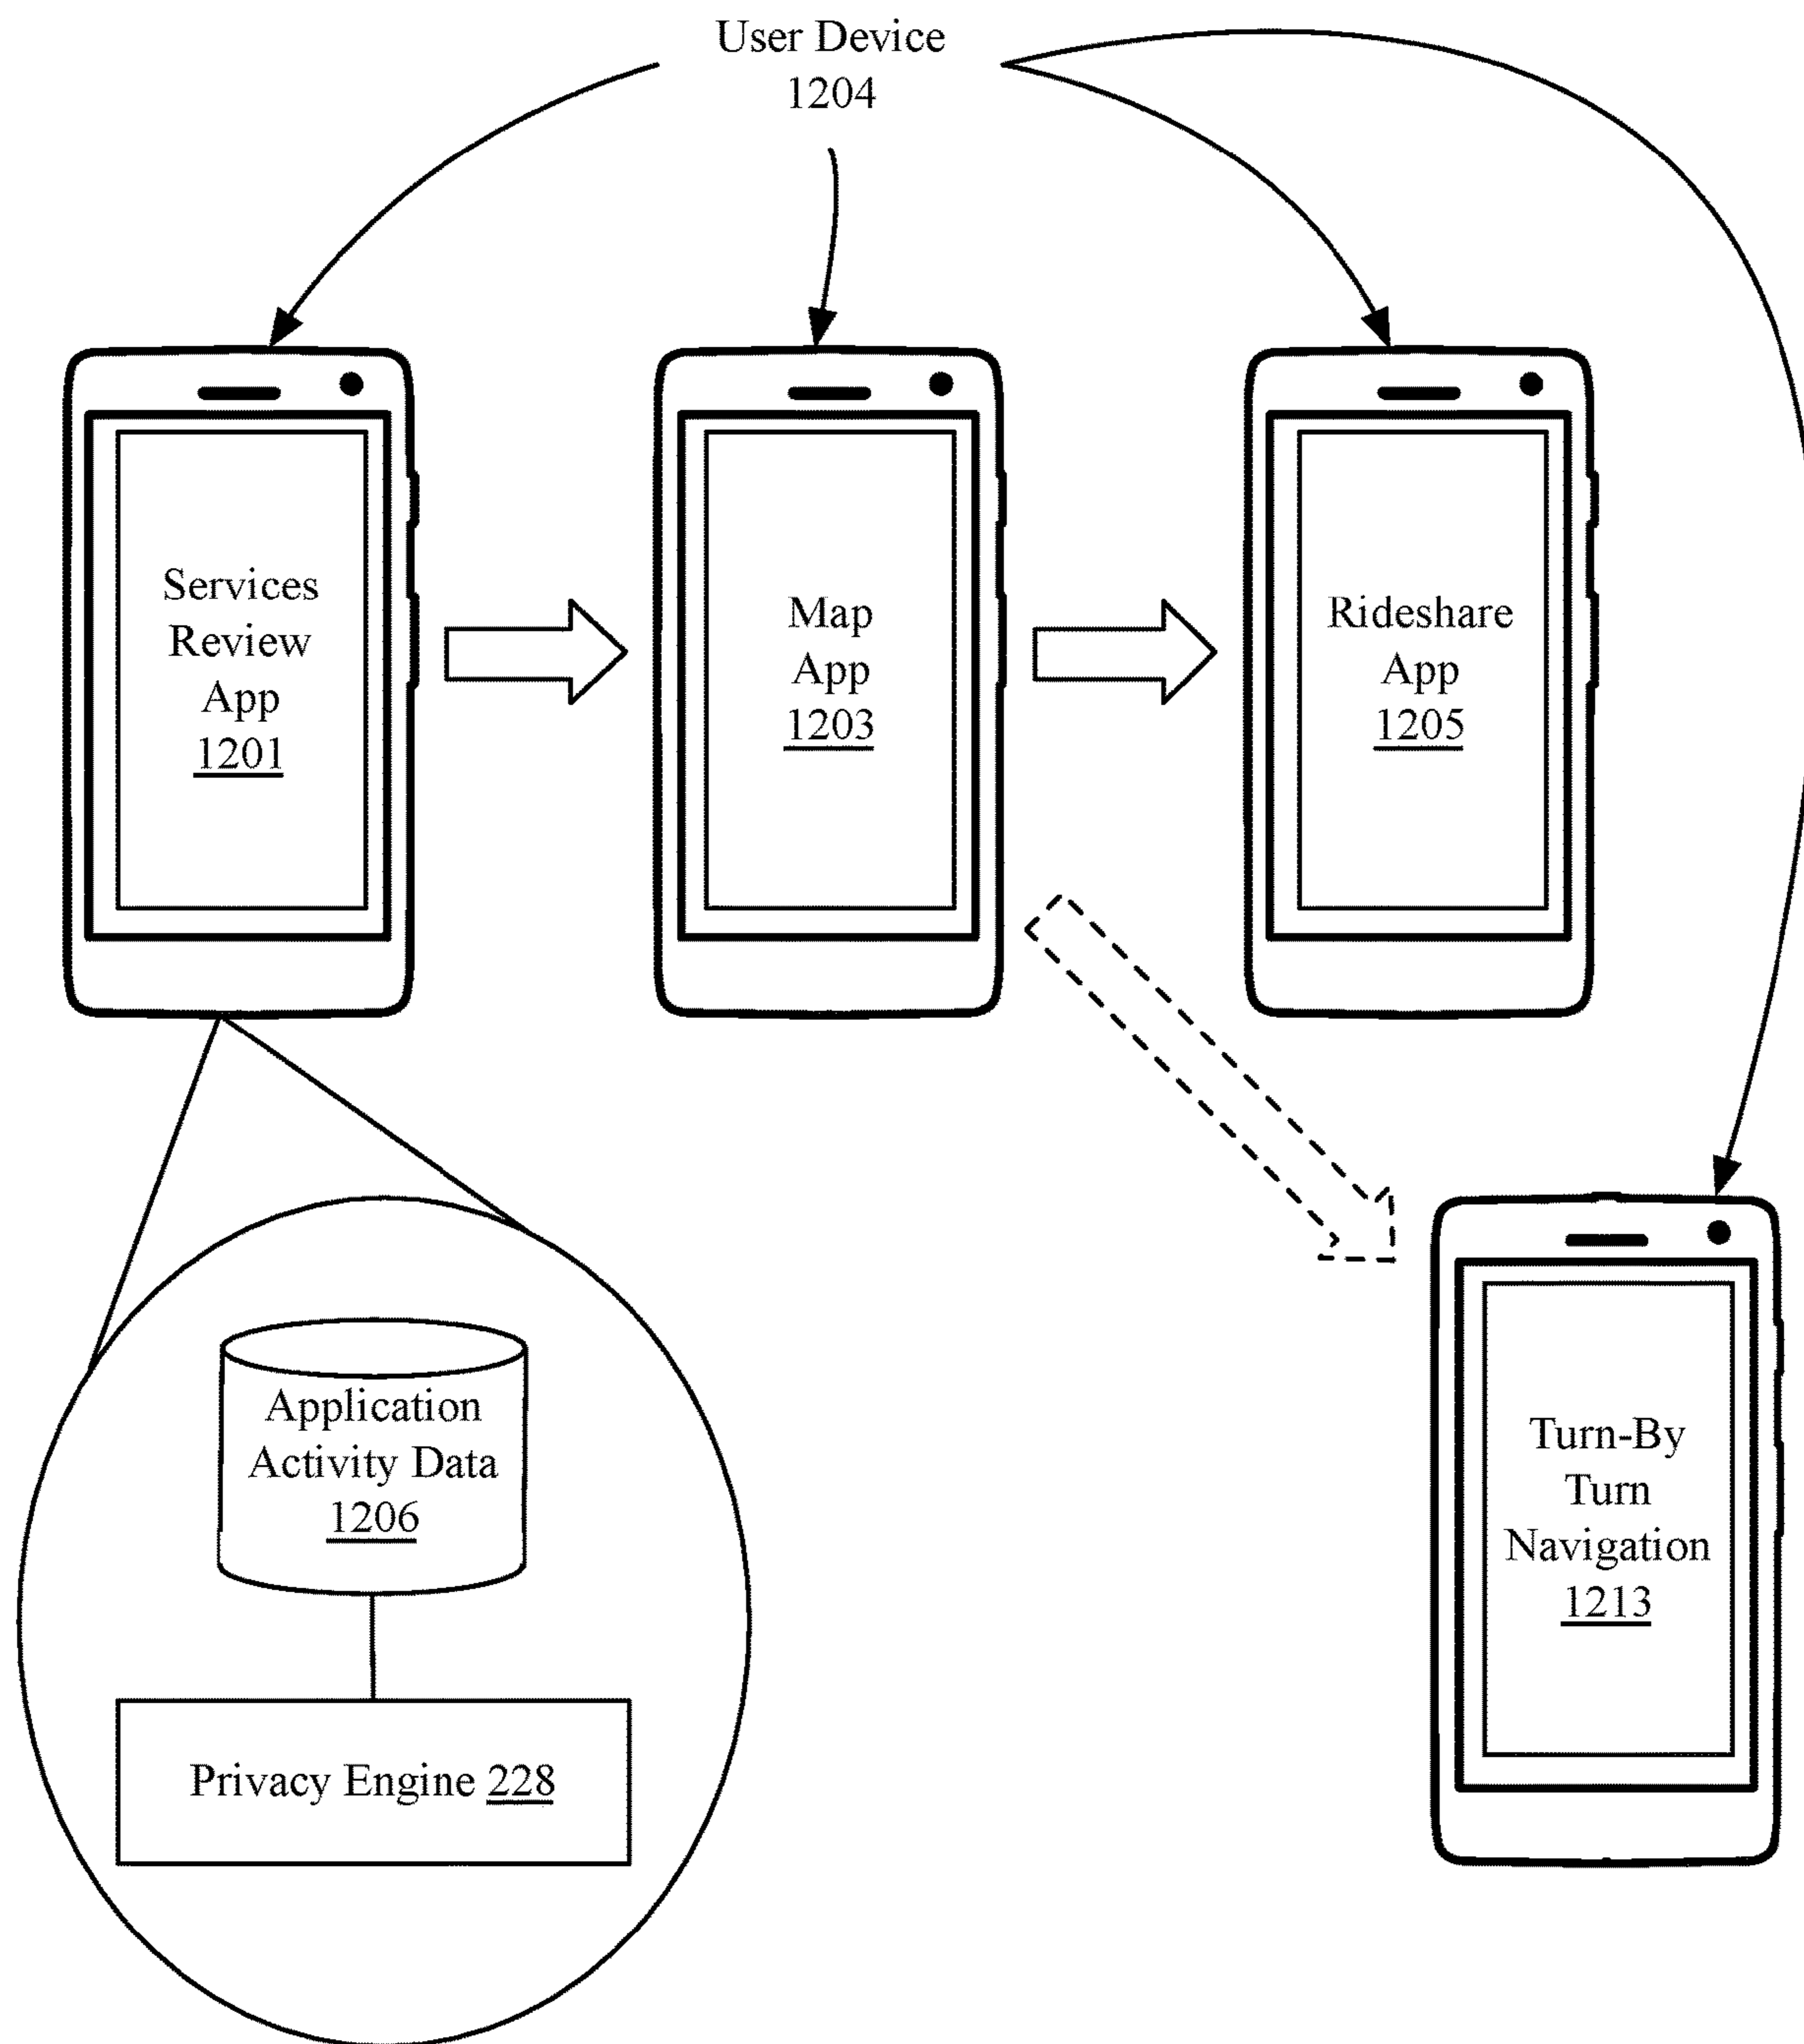 User Device
1204
Services
Review
App
1201
Map
App
1203
Rideshare
App
1205
Application
Activity Data
1206
Privacy Engine 228
Turn-By
Turn
Navigation
1213